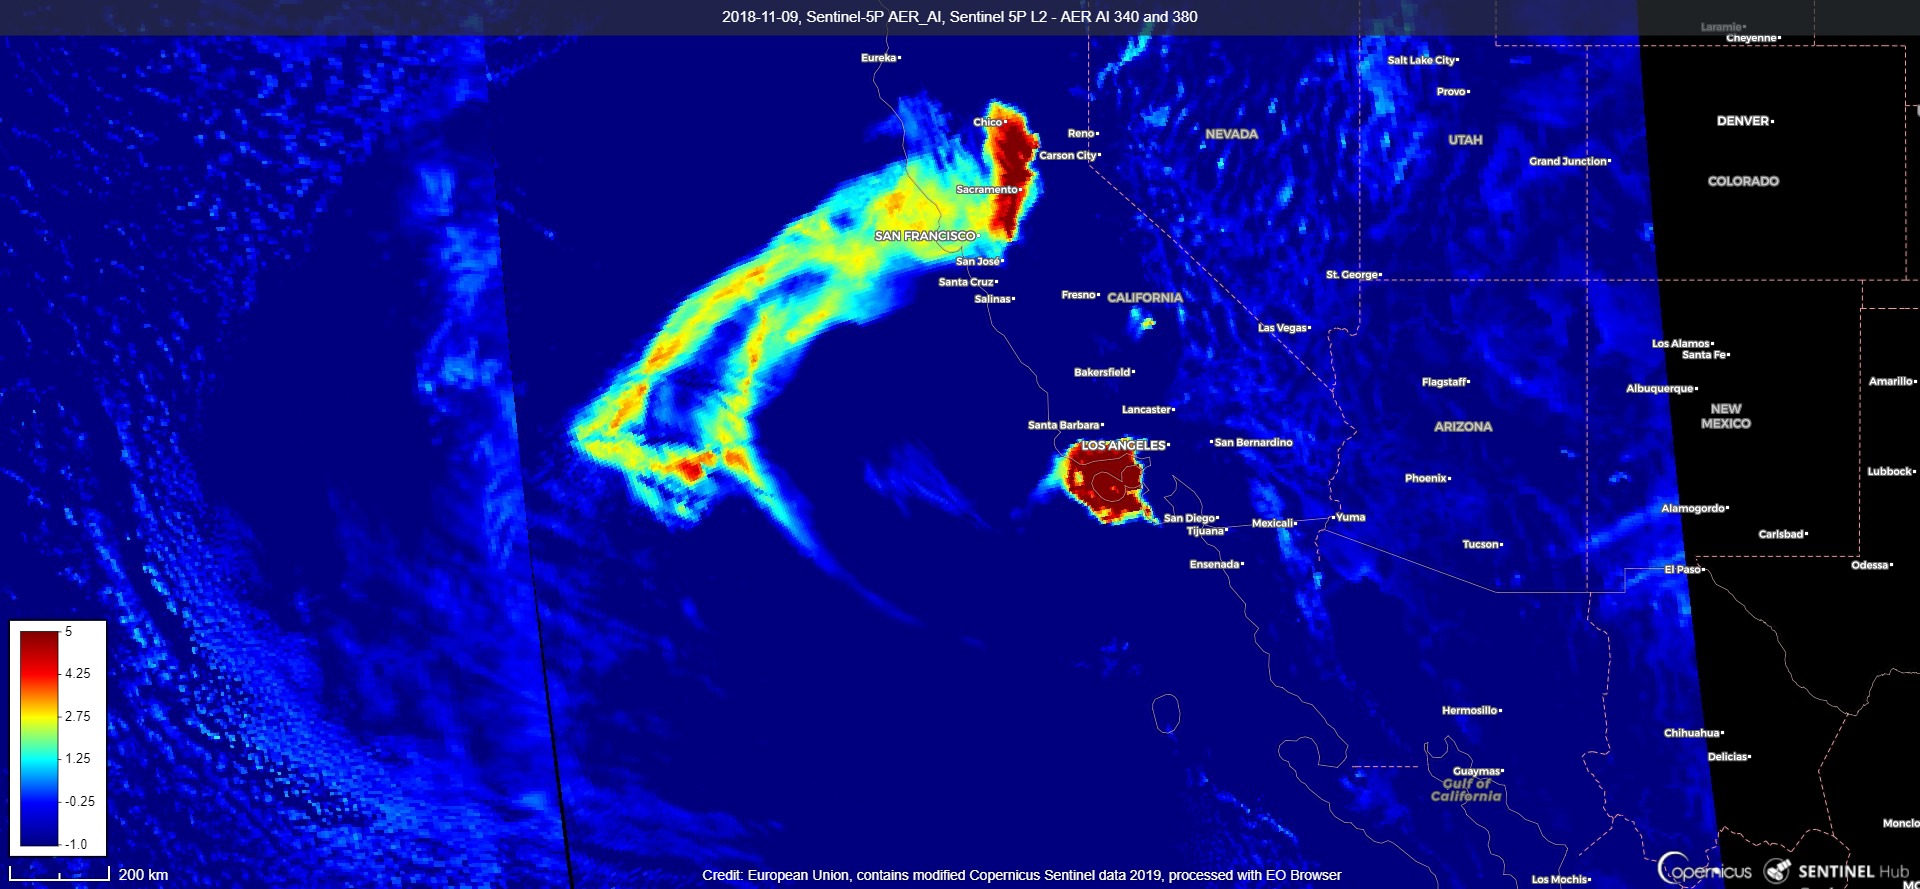 2018-11-09, Sentinel-5P AER_AI, Sentinel 5P L2 - AER AI 340 and 380
Laramie
Cheyenne
Eureka
Salt Lake City
Provo
Chico
DENVER
Reno
NEVADA
UTAH
Carson City
Grand Junction
COLORADO
Sacramento
SAN FRANCISCO
San José
St. George
Santa Cruz
Salinas
Fresno
CALIFORNIA
Las Vegas
Los Alamos
Santa Fe
Bakersfield
Flagstaff
Albuquerque
Amarillo
Lancaster
NEW
MEXICO
Santa Barbara
ARIZONA
LOS ANGELES
San Bernardino
Lubbock
Phoenix
Alamogordo
San Diego
Mexicali
Yuma
Tijuana
Carlsbad
Tucson
Ensenada
El Paso
Odessa
5
4.25
2.75
1.25
-0.25
-1.0
Hermosillo
Chihuahua
Delicias
Guaymas
Gulf of
California
200 km
Credit: European Union, contains modified Copernicus Sentinel data 2019, processed with EO Browser
Los Mochis
Copernicus
SENTINEL Hub